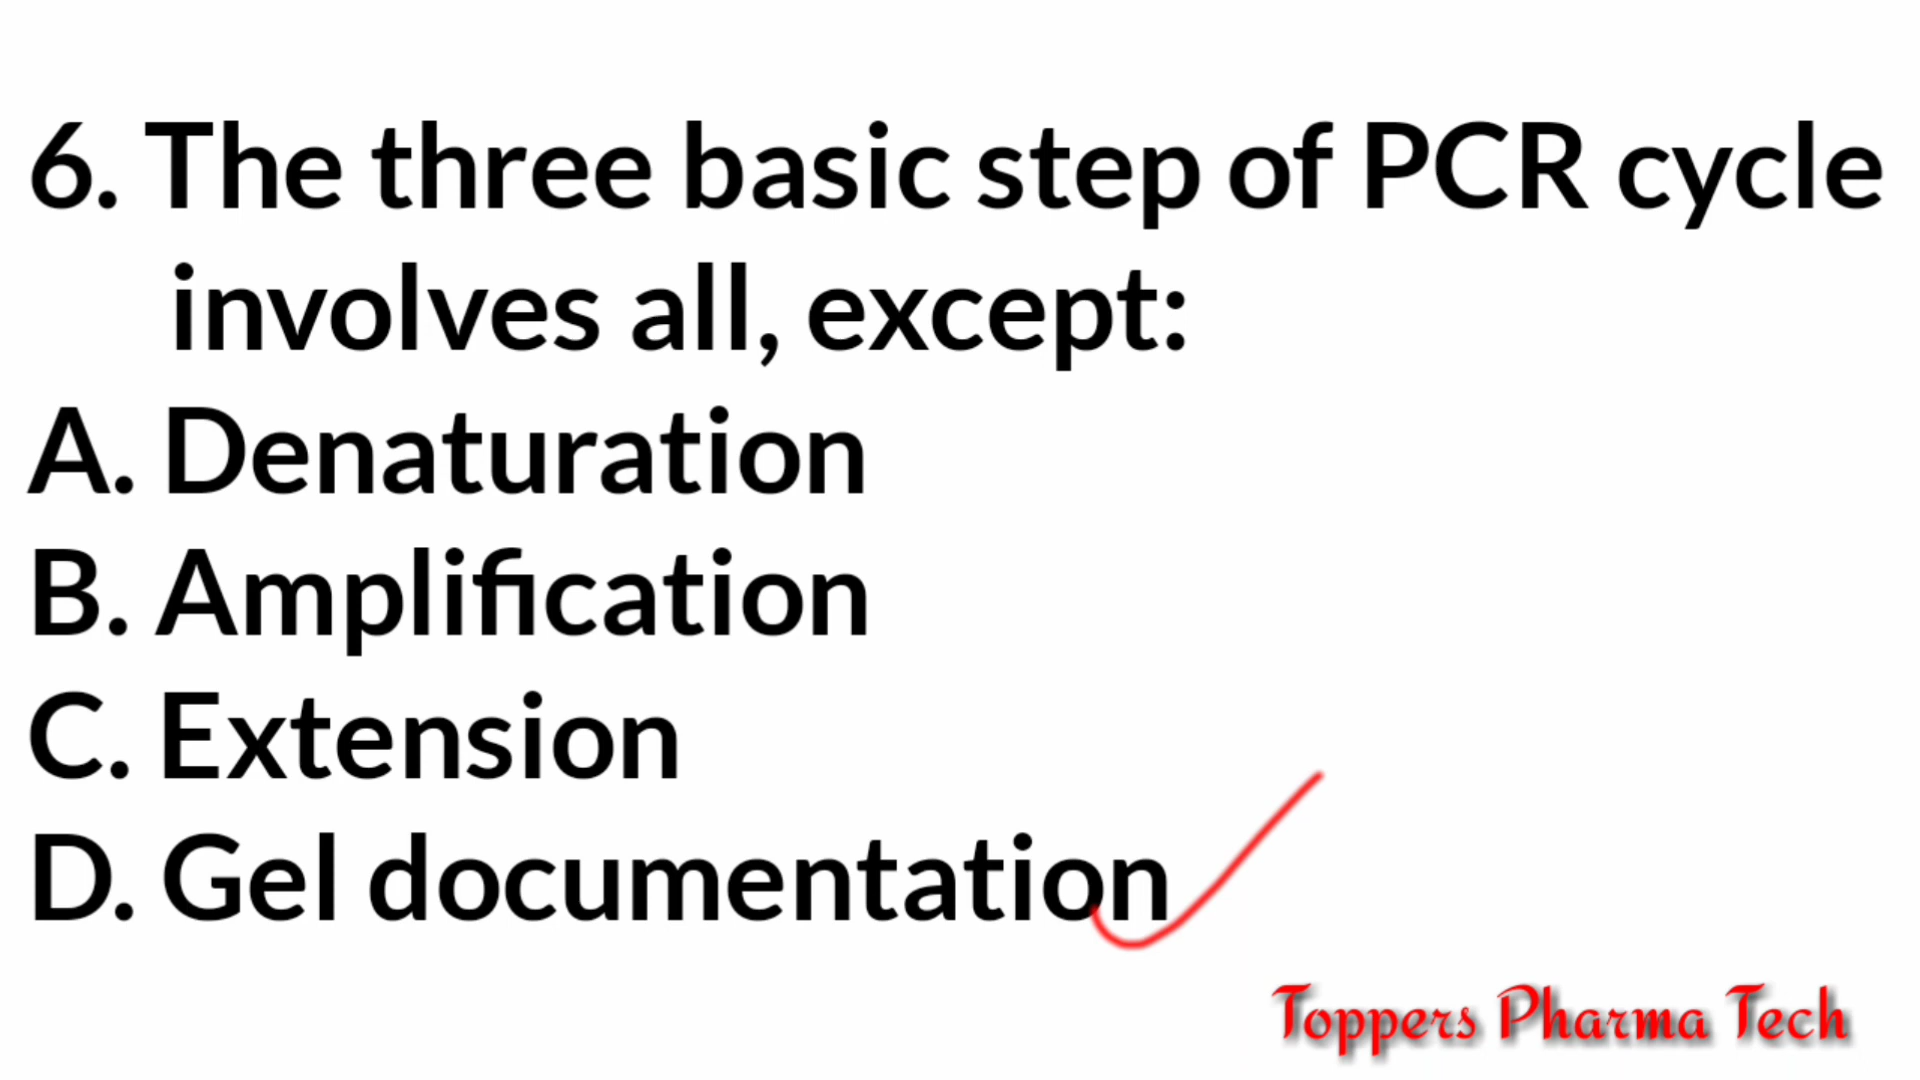 6. The three basic step of PCR cycle
involves all, except:
A. Denaturation
B. Amplification
C. Extension
D. Gel documentation
Toppers Pharma Tech